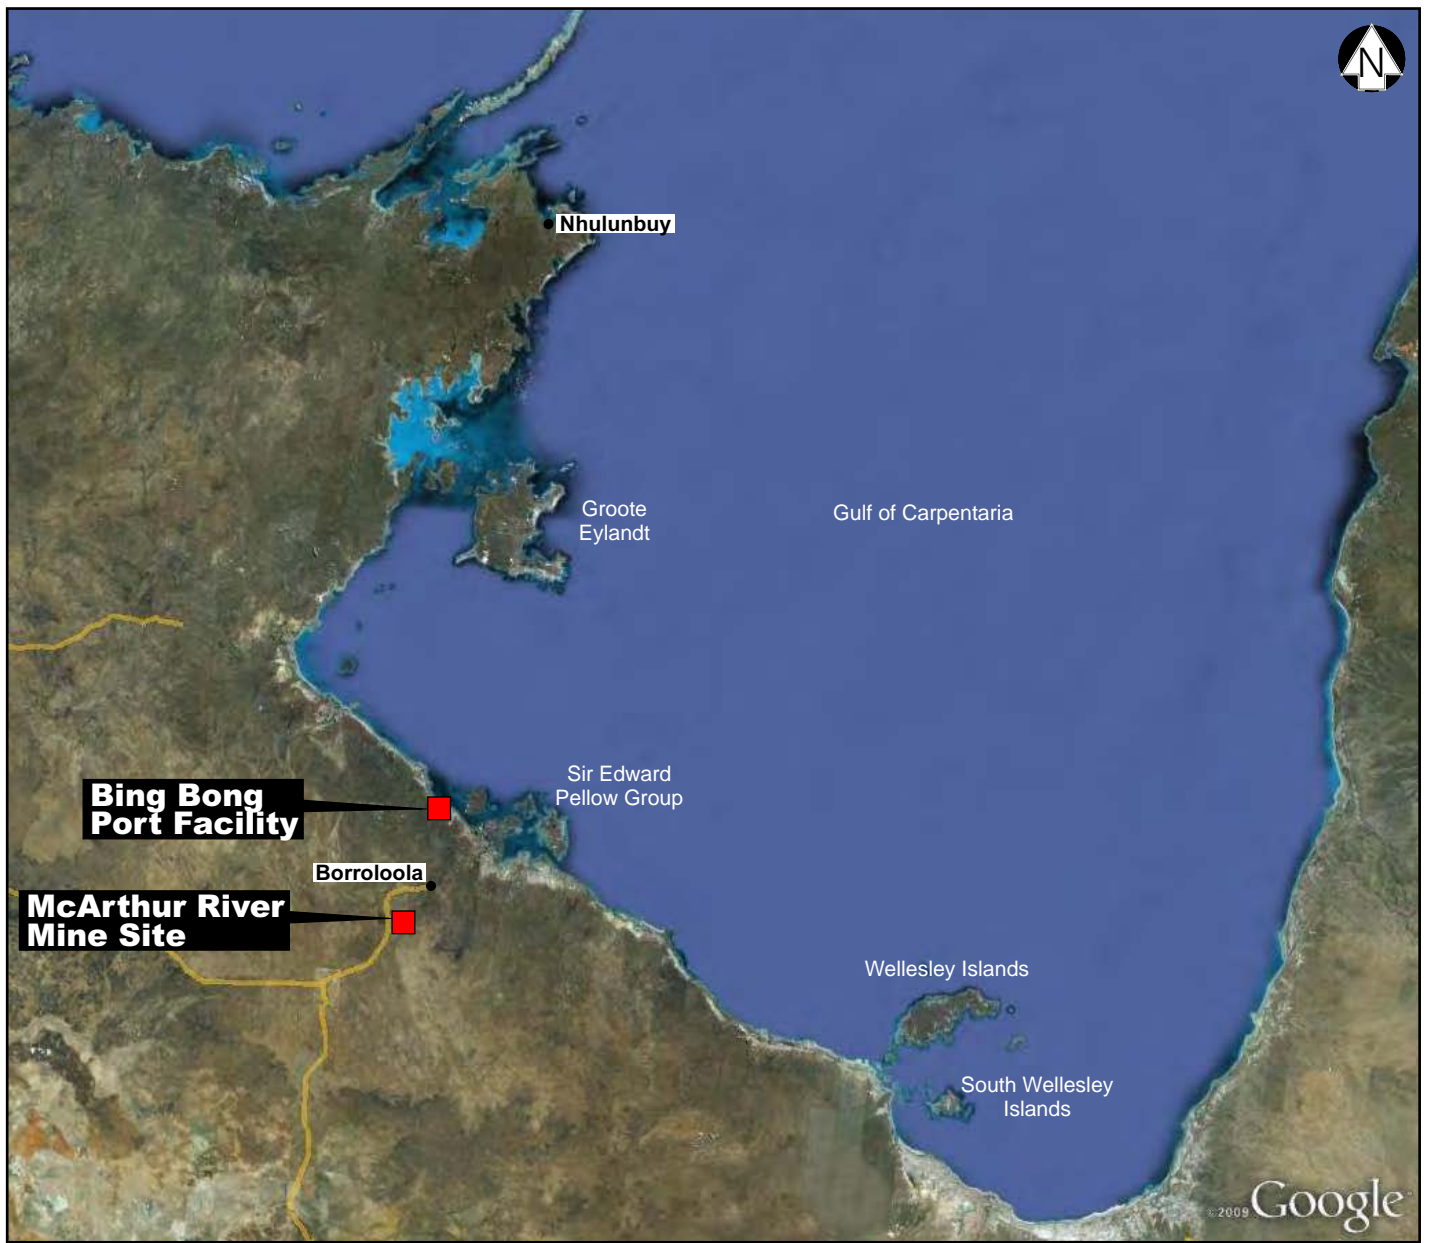 N
Nhulunbuy
Groote
Eylandt
Gulf of Carpentaria
Sir Edward
Pellow Group
Bing Bong
Port Facility
Borroloola
McArthur River
Mine Site
Wellesley Islands
South Wellesley
Islands
©2009 Google